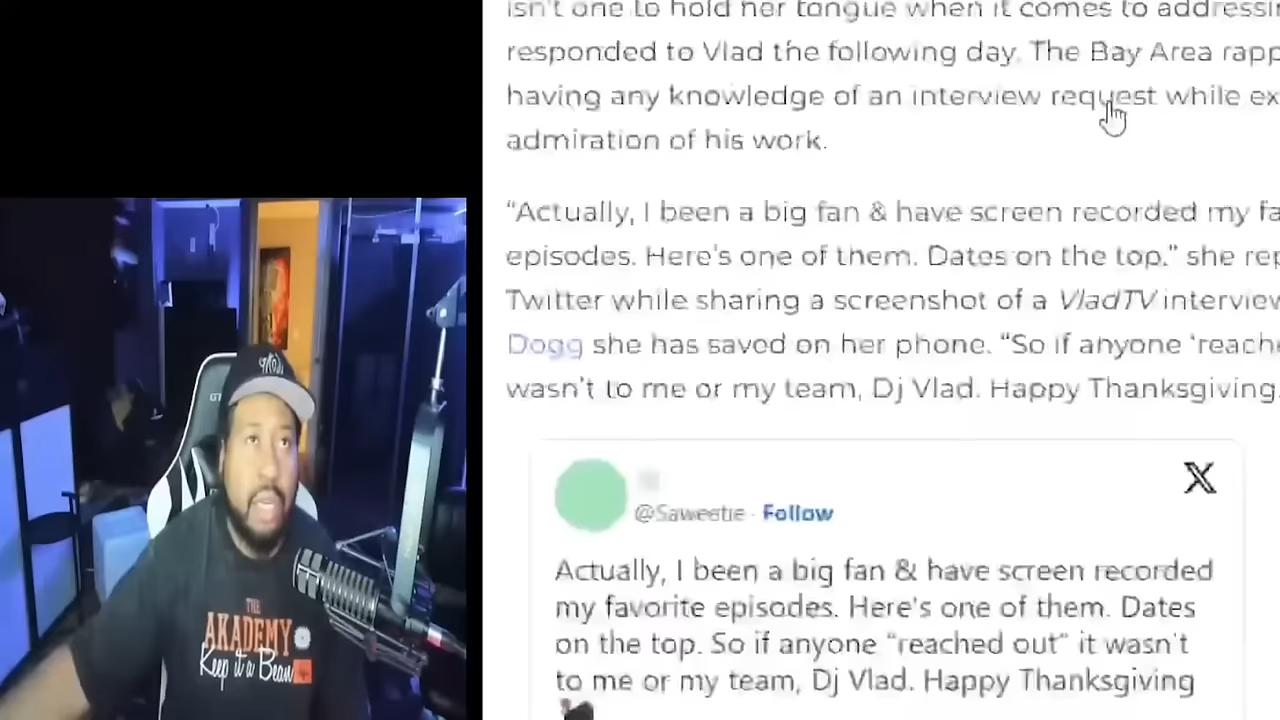 isn't one to hold her tongue when it comes to addressin
responded to Vlad the following day. The Bay Area rapp
having any knowledge of an interview request while ex
admiration of his work.
“Actually, I been a big fan & have screen recorded my fa
episodes. Here's one of them. Dates on the top.” she rep
Twitter while sharing a screenshot of a VladTV interview
Dogg she has saved on her phone. “So if anyone ‘reache
wasn't to me or my team, Dj Vlad. Happy Thanksgiving.
@Saweetie · Follow
X
Actually, I been a big fan & have screen recorded
my favorite episodes. Here's one of them. Dates
on the top. So if anyone “reached out” it wasn't
to me or my team, Dj Vlad. Happy Thanksgiving
GT
THE
AKADEMY
Keep it a Bean